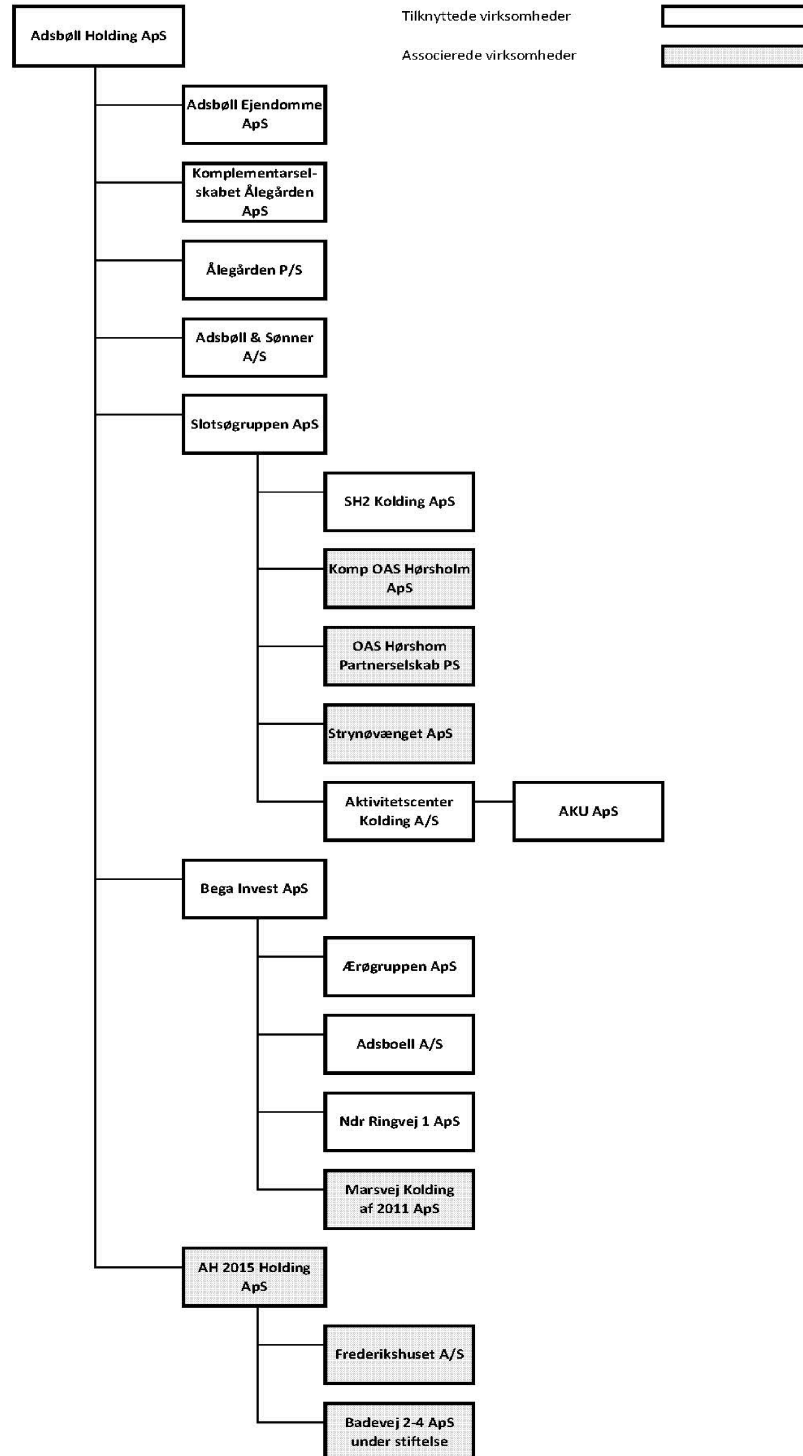 Adsbøll Holding ApS
Tilknyttede virksomheder
Associerede virksomheder
Adsbøll Ejendomme
ApS
Komplementarsel-
skabet Ålegården
ApS
Ålegården P/S
Adsbøll & Sønner
A/S
Slotsøgruppen ApS
SH2 Kolding ApS
Komp OAS Hørsholm
ApS
OAS Hørshom
Partnerselskab PS
Strynøvænget ApS
Aktivitetscenter
Kolding A/S
AKU ApS
Bega Invest ApS
Ærøgruppen ApS
Adsboell A/S
Ndr Ringvej 1 ApS
Marsvej Kolding
af 2011 ApS
AH 2015 Holding
ApS
Frederikshuset A/S
Badevej 2-4 ApS
under stiftelse